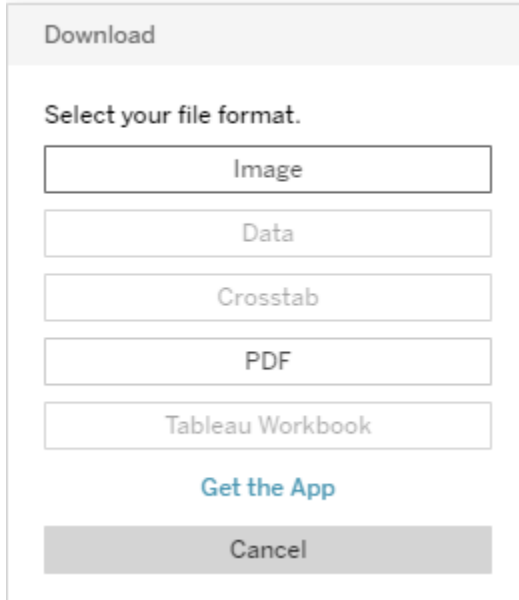 Download
Select your file format.
Image
Data
Crosstab
PDF
Tableau Workbook
Get the App
Cancel